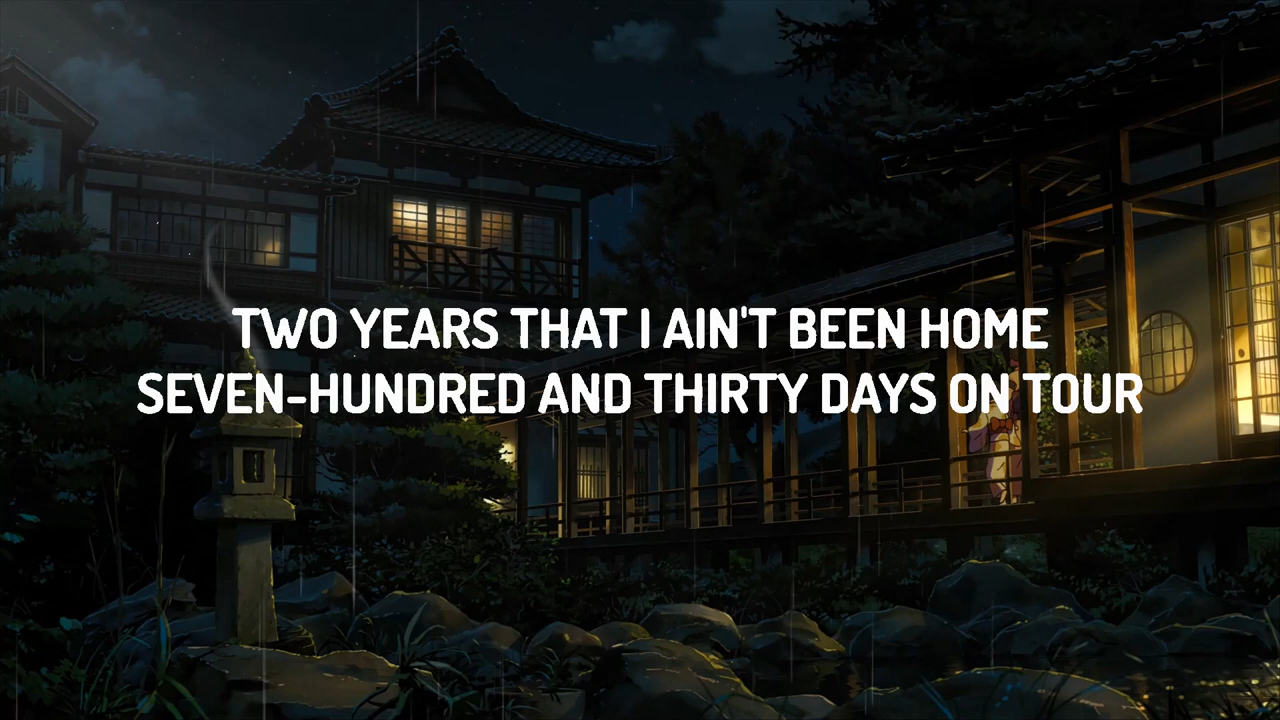 TWO YEARS THAT I AIN'T BEEN HOME
SEVEN-HUNDRED AND THIRTY DAYS ON TOUR